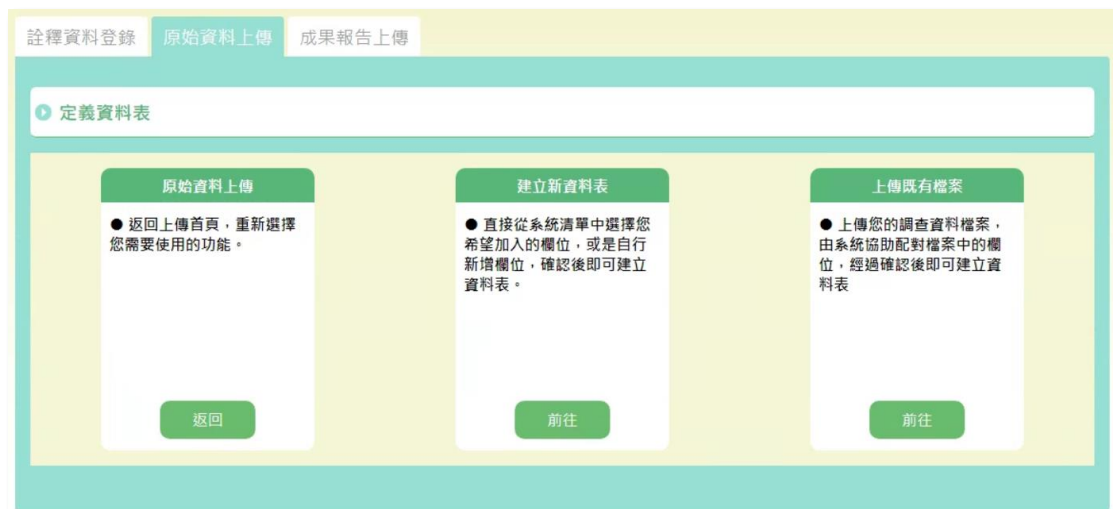 詮釋資料登錄 原始資料上傳 成果報告上傳
定義資料表
原始資料上傳
● 返回上傳首頁，重新選擇
您需要使用的功能。
返回
建立新資料表
● 直接從系統清單中選擇您
希望加入的欄位，或是自行
新增欄位，確認後即可建立
資料表。
前往
上傳既有檔案
● 上傳您的調查資料檔案，
由系統協助配對檔案中的欄
位，經過確認後即可建立資
料表
前往